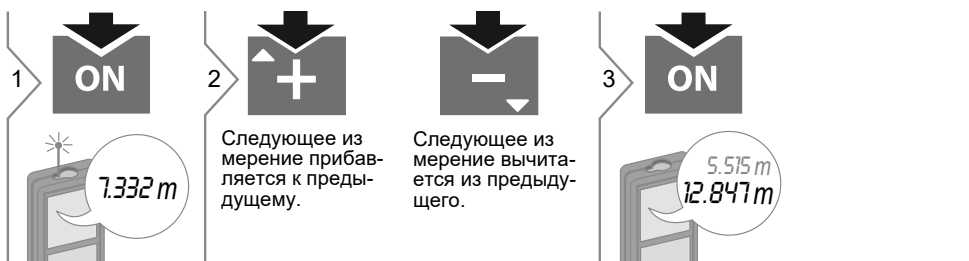 1
ON
7.332 m
2
+
Следующее из
мерение прибав-
ляется к преды-
дущему.
−
Следующее из
мерение вычита-
ется из предыду-
щего.
3
ON
5.515 m
12.847 m